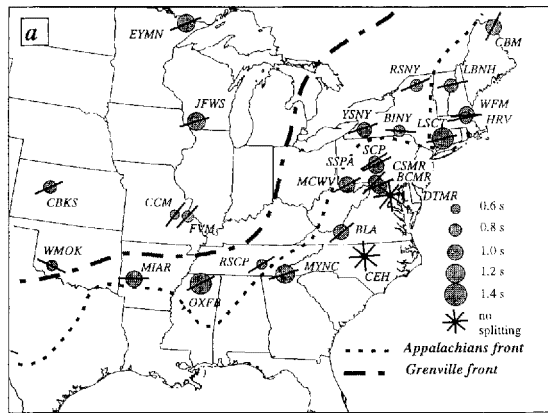 a
EYMN
CBM
RSNY
LBNH
JFWS
WFM
YSNY
BINY
LSC
HRV
SCP
SSPA
CSMR
MCWV
BCMR
CBKS
CCM
DTMR
0.6 s
FVM
0.8 s
BLA
WMOK
RSCP
1.0 s
MIAR
MYNC
CEH
1.2 s
OXFB
1.4 s
no
splitting
Appalachians front
Grenville front